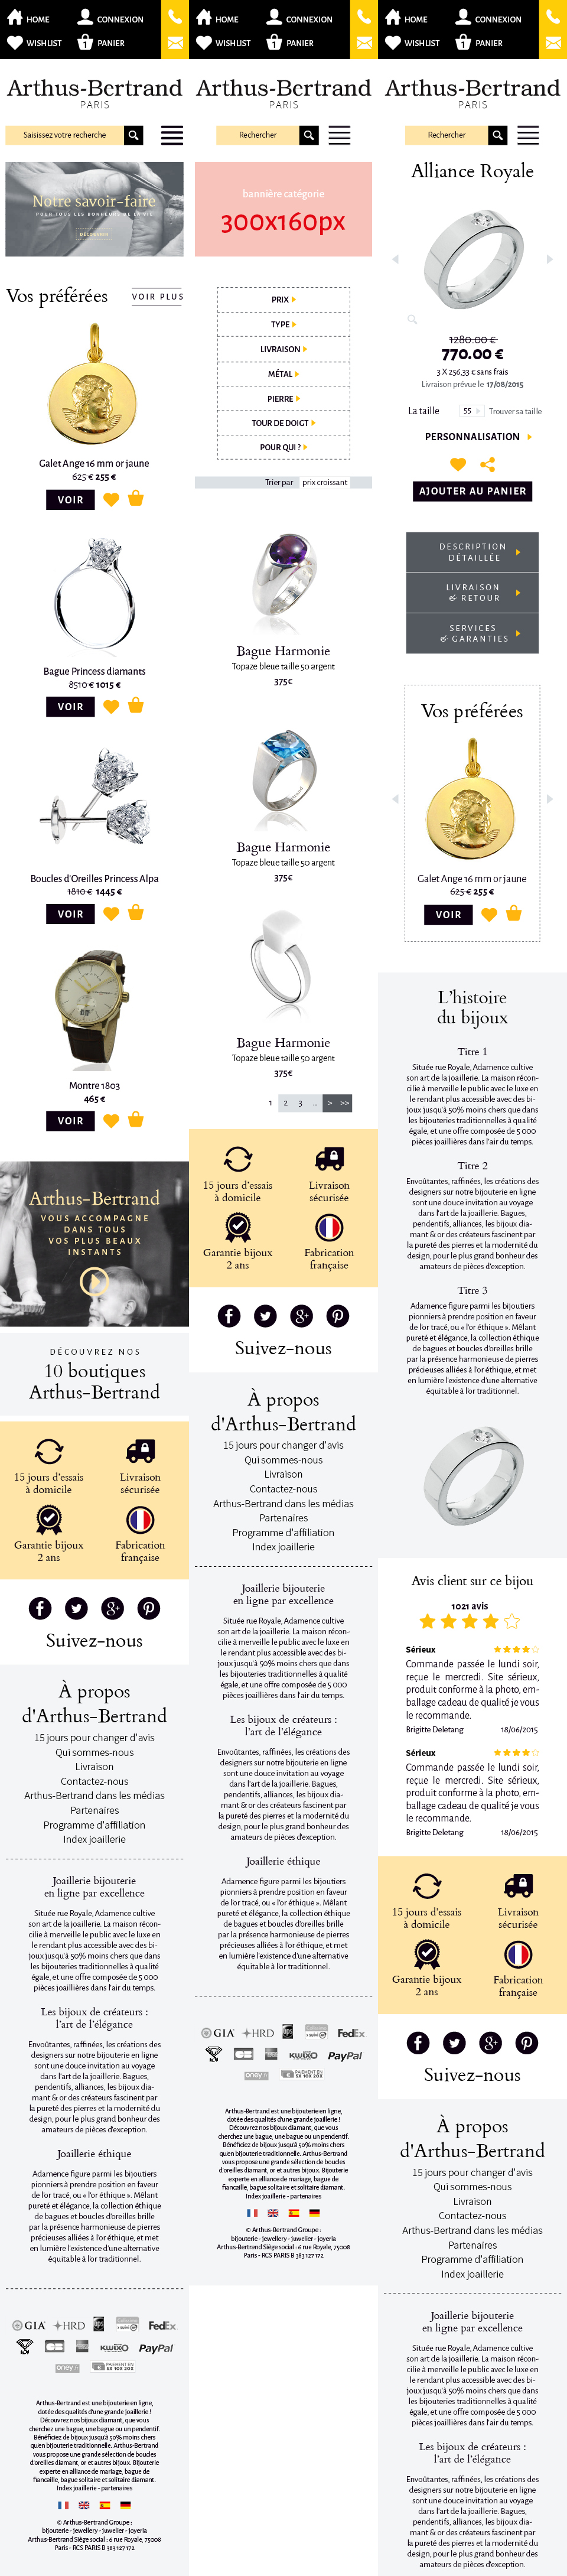 HOME
CONNEXION
WISHLIST
1
PANIER
Arthus-Bertrand
PARIS
Saisissez votre recherche
Notre savoir-faire
POUR TOUS LES BONHEURS DE LA VIE
DÉCOUVRIR
Vos préférées
VOIR PLUS
Galet Ange 16 mm or jaune
625 € 255 €
VOIR
Bague Princess diamants
8510 € 1015 €
VOIR
Boucles d'Oreilles Princess Alpa
1810 € 1445 €
VOIR
Montre 1803
465 €
VOIR
Arthus-Bertrand
VOUS ACCOMPAGNE
DANS TOUS
VOS PLUS BEAUX
INSTANTS
DÉCOUVREZ NOS
10 boutiques
Arthus-Bertrand
15 jours d'essais
à domicile
Livraison
sécurisée
Garantie bijoux
2 ans
Fabrication
française
Suivez-nous
À propos
d'Arthus-Bertrand
15 jours pour changer d'avis
Qui sommes-nous
Livraison
Contactez-nous
Arthus-Bertrand dans les médias
Partenaires
Programme d'affiliation
Index joaillerie
Joaillerie bijouterie
en ligne par excellence
Située rue Royale, Adamence cultive
son art de la joaillerie. La maison récon-
cilie à merveille le public avec le luxe en
le rendant plus accessible avec des bi-
joux jusqu'à 50% moins chers que dans
les bijouteries traditionnelles à qualité
égale, et une offre composée de 5 000
pièces joaillières dans l'air du temps.
Les bijoux de créateurs :
l'art de l'élégance
Envoûtantes, raffinées, les créations des
designers sur notre bijouterie en ligne
sont une douce invitation au voyage
dans l'art de la joaillerie. Bagues,
pendentifs, alliances, les bijoux dia-
mant & or des créateurs fascinent par
la pureté des pierres et la modernité du
design, pour le plus grand bonheur des
amateurs de pièces d'exception.
Joaillerie éthique
Adamence figure parmi les bijoutiers
pionniers à prendre position en faveur
de l'or tracé, ou « l'or éthique ». Mêlant
pureté et élégance, la collection éthique
de bagues et boucles d'oreilles brille
par la présence harmonieuse de pierres
précieuses alliées à l'or éthique, et met
en lumière l'existence d'une alternative
équitable à l'or traditionnel.
GIA HRD FedEx
KWIXO PayPal
oney PAIEMENT EN 5X 10X 20X
Arthus-Bertrand est une bijouterie en ligne,
dotée des qualités d'une grande joaillerie !
Découvrez nos bijoux diamant, que vous
cherchez une bague, une bague ou un pendentif.
Bénéficiez de bijoux jusqu'à 50% moins chers
qu'en bijouterie traditionnelle. Arthus-Bertrand
vous propose une grande sélection de boucles
d'oreilles diamant, or et autres bijoux. Bijouterie
experte en alliance de mariage, bague de
fiancaille, bague solitaire et solitaire diamant.
Index joaillerie - partenaires
© Arthus-Bertrand Groupe :
bijouterie - jewellery - juwelier - joyeria
Arthus-Bertrand Siège social : 6 rue Royale, 75008
Paris - RCS PARIS B 383 127 172
HOME
CONNEXION
WISHLIST
1
PANIER
Arthus-Bertrand
PARIS
Rechercher
bannière catégorie
300x160px
PRIX
TYPE
LIVRAISON
MÉTAL
PIERRE
TOUR DE DOIGT
POUR QUI ?
Trier par prix croissant
Bague Harmonie
Topaze bleue taille 50 argent
375€
Bague Harmonie
Topaze bleue taille 50 argent
375€
Bague Harmonie
Topaze bleue taille 50 argent
375€
1 2 3 ... > >>
15 jours d'essais
à domicile
Livraison
sécurisée
Garantie bijoux
2 ans
Fabrication
française
Suivez-nous
À propos
d'Arthus-Bertrand
15 jours pour changer d'avis
Qui sommes-nous
Livraison
Contactez-nous
Arthus-Bertrand dans les médias
Partenaires
Programme d'affiliation
Index joaillerie
Joaillerie bijouterie
en ligne par excellence
Située rue Royale, Adamence cultive
son art de la joaillerie. La maison récon-
cilie à merveille le public avec le luxe en
le rendant plus accessible avec des bi-
joux jusqu'à 50% moins chers que dans
les bijouteries traditionnelles à qualité
égale, et une offre composée de 5 000
pièces joaillières dans l'air du temps.
Les bijoux de créateurs :
l'art de l'élégance
Envoûtantes, raffinées, les créations des
designers sur notre bijouterie en ligne
sont une douce invitation au voyage
dans l'art de la joaillerie. Bagues,
pendentifs, alliances, les bijoux dia-
mant & or des créateurs fascinent par
la pureté des pierres et la modernité du
design, pour le plus grand bonheur des
amateurs de pièces d'exception.
Joaillerie éthique
Adamence figure parmi les bijoutiers
pionniers à prendre position en faveur
de l'or tracé, ou « l'or éthique ». Mêlant
pureté et élégance, la collection éthique
de bagues et boucles d'oreilles brille
par la présence harmonieuse de pierres
précieuses alliées à l'or éthique, et met
en lumière l'existence d'une alternative
équitable à l'or traditionnel.
GIA HRD FedEx
KWIXO PayPal
oney PAIEMENT EN 5X 10X 20X
Arthus-Bertrand est une bijouterie en ligne,
dotée des qualités d'une grande joaillerie !
Découvrez nos bijoux diamant, que vous
cherchez une bague, une bague ou un pendentif.
Bénéficiez de bijoux jusqu'à 50% moins chers
qu'en bijouterie traditionnelle. Arthus-Bertrand
vous propose une grande sélection de boucles
d'oreilles diamant, or et autres bijoux. Bijouterie
experte en alliance de mariage, bague de
fiancaille, bague solitaire et solitaire diamant.
Index joaillerie - partenaires
© Arthus-Bertrand Groupe :
bijouterie - jewellery - juwelier - joyeria
Arthus-Bertrand Siège social : 6 rue Royale, 75008
Paris - RCS PARIS B 383 127 172
HOME
CONNEXION
WISHLIST
1
PANIER
Arthus-Bertrand
PARIS
Rechercher
Alliance Royale
1280.00 €
770.00 €
3 X 256,33 € sans frais
Livraison prévue le 17/08/2015
La taille 55 Trouver sa taille
PERSONNALISATION
AJOUTER AU PANIER
DESCRIPTION
DÉTAILLÉE
LIVRAISON
& RETOUR
SERVICES
& GARANTIES
Vos préférées
Galet Ange 16 mm or jaune
625 € 255 €
VOIR
L'histoire
du bijoux
Titre 1
Située rue Royale, Adamence cultive
son art de la joaillerie. La maison récon-
cilie à merveille le public avec le luxe en
le rendant plus accessible avec des bi-
joux jusqu'à 50% moins chers que dans
les bijouteries traditionnelles à qualité
égale, et une offre composée de 5 000
pièces joaillières dans l'air du temps.
Titre 2
Envoûtantes, raffinées, les créations des
designers sur notre bijouterie en ligne
sont une douce invitation au voyage
dans l'art de la joaillerie. Bagues,
pendentifs, alliances, les bijoux dia-
mant & or des créateurs fascinent par
la pureté des pierres et la modernité du
design, pour le plus grand bonheur des
amateurs de pièces d'exception.
Titre 3
Adamence figure parmi les bijoutiers
pionniers à prendre position en faveur
de l'or tracé, ou « l'or éthique ». Mêlant
pureté et élégance, la collection éthique
de bagues et boucles d'oreilles brille
par la présence harmonieuse de pierres
précieuses alliées à l'or éthique, et met
en lumière l'existence d'une alternative
équitable à l'or traditionnel.
Avis client sur ce bijou
1021 avis
Sérieux
Commande passée le lundi soir,
reçue le mercredi. Site sérieux,
produit conforme à la photo, em-
ballage cadeau de qualité je vous
le recommande.
Brigitte Deletang 18/06/2015
Sérieux
Commande passée le lundi soir,
reçue le mercredi. Site sérieux,
produit conforme à la photo, em-
ballage cadeau de qualité je vous
le recommande.
Brigitte Deletang 18/06/2015
15 jours d'essais
à domicile
Livraison
sécurisée
Garantie bijoux
2 ans
Fabrication
française
Suivez-nous
À propos
d'Arthus-Bertrand
15 jours pour changer d'avis
Qui sommes-nous
Livraison
Contactez-nous
Arthus-Bertrand dans les médias
Partenaires
Programme d'affiliation
Index joaillerie
Joaillerie bijouterie
en ligne par excellence
Située rue Royale, Adamence cultive
son art de la joaillerie. La maison récon-
cilie à merveille le public avec le luxe en
le rendant plus accessible avec des bi-
joux jusqu'à 50% moins chers que dans
les bijouteries traditionnelles à qualité
égale, et une offre composée de 5 000
pièces joaillières dans l'air du temps.
Les bijoux de créateurs :
l'art de l'élégance
Envoûtantes, raffinées, les créations des
designers sur notre bijouterie en ligne
sont une douce invitation au voyage
dans l'art de la joaillerie. Bagues,
pendentifs, alliances, les bijoux dia-
mant & or des créateurs fascinent par
la pureté des pierres et la modernité du
design, pour le plus grand bonheur des
amateurs de pièces d'exception.